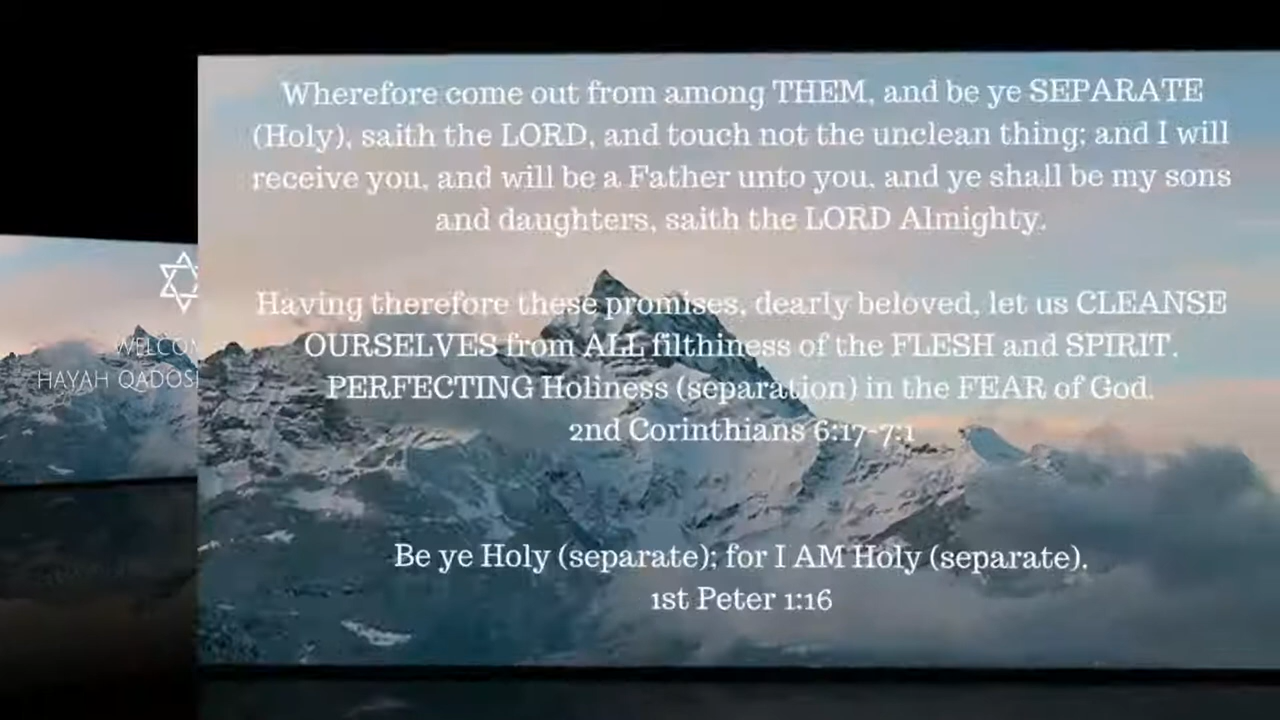 Wherefore come out from among THEM, and be ye SEPARATE
(Holy), saith the LORD, and touch not the unclean thing; and I will
receive you, and will be a Father unto you, and ye shall be my sons
and daughters, saith the LORD Almighty.
Having therefore these promises, dearly beloved, let us CLEANSE
OURSELVES from ALL filthiness of the FLESH and SPIRIT,
PERFECTING Holiness (separation) in the FEAR of God.
2nd Corinthians 6:17-7:1
Be ye Holy (separate); for I AM Holy (separate).
1st Peter 1:16
HAYAH